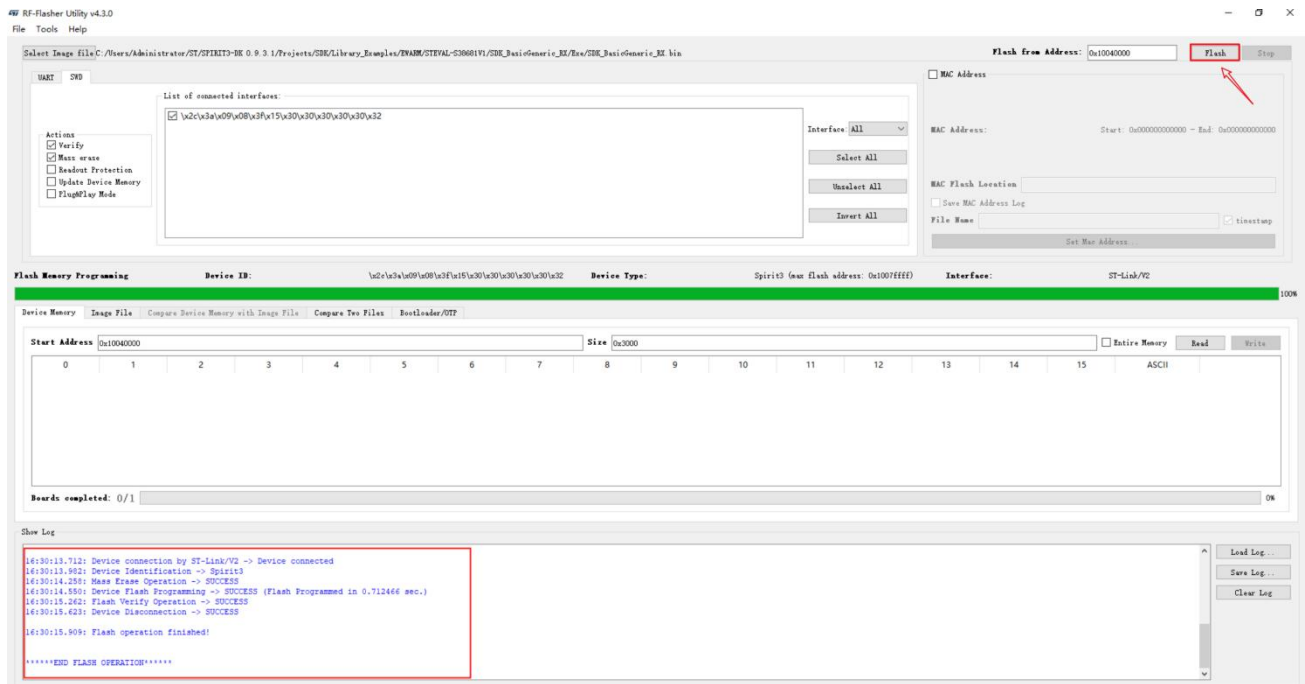 RF-Flasher Utility v4.3.0
File Tools Help
Select Image file C:/Users/Administrator/ST/SPIRIT3-DK 0.9.3.1/Projects/SDK/Library_Examples/EWARM/STEVAL-S3868IV1/SDK_BasicGeneric_RX/Exe/SDK_BasicGeneric_RX.bin
Flash from Address: 0x10040000 Flash Stop
UART SWD
MAC Address
List of connected interfaces:
\x2c\x3a\x09\x08\x3f\x15\x30\x30\x30\x30\x30\x32
Interface: All
Actions
Verify
Mass erase
Readout Protection
Update Device Memory
Plug&Play Mode
Select All
Unselect All
Invert All
MAC Address: Start: 0x000000000000 - End: 0x000000000000
MAC Flash Location
Save MAC Address Log
File Name timestamp
Set Mac Address...
Flash Memory Programming Device ID: \x2c\x3a\x09\x08\x3f\x15\x30\x30\x30\x30\x30\x32 Device Type: Spirit3 (max flash address: 0x1007ffff) Interface: ST-Link/V2
100%
Device Memory Image File Compare Device Memory with Image File Compare Two Files Bootloader/OTP
Start Address 0x10040000 Size 0x3000 Entire Memory Read Write
0 1 2 3 4 5 6 7 8 9 10 11 12 13 14 15 ASCII
Boards completed: 0/1 0%
Show Log
16:30:13.712: Device connection by ST-Link/V2 -> Device connected
16:30:13.982: Device Identification -> Spirit3
16:30:14.258: Mass Erase Operation -> SUCCESS
16:30:14.550: Device Flash Programming -> SUCCESS (Flash Programmed in 0.712466 sec.)
16:30:15.262: Flash Verify Operation -> SUCCESS
16:30:15.623: Device Disconnection -> SUCCESS
16:30:15.909: Flash operation finished!
******END FLASH OPERATION******
Load Log...
Save Log...
Clear Log